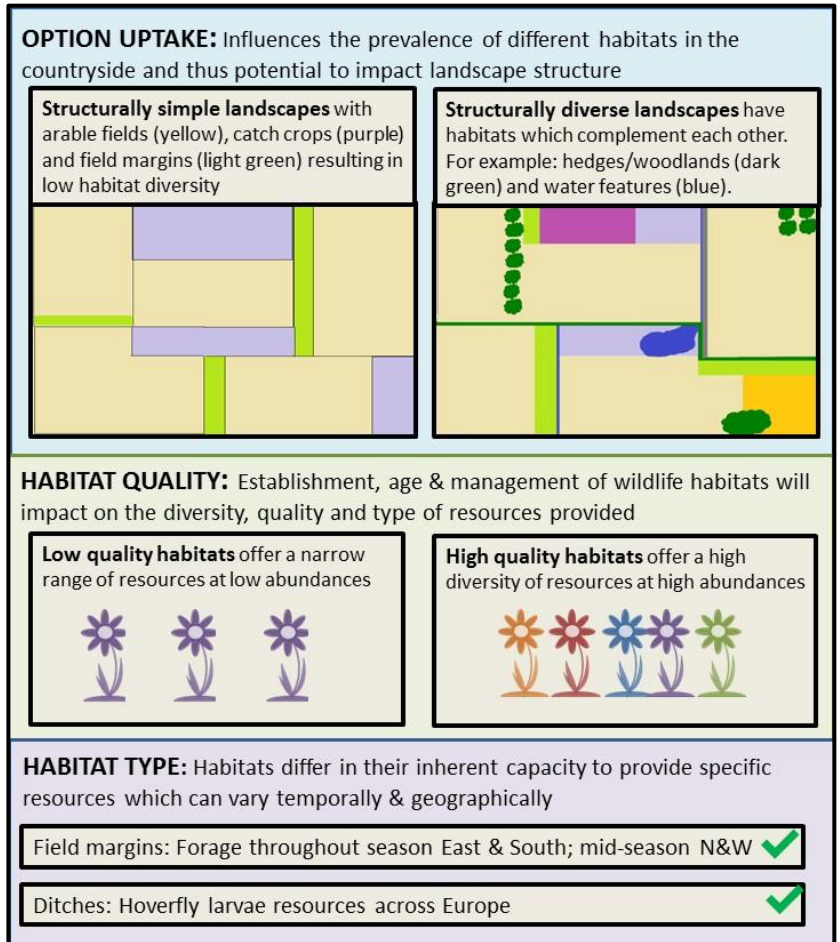 OPTION UPTAKE: Influences the prevalence of different habitats in the
countryside and thus potential to impact landscape structure
Structurally simple landscapes with
arable fields (yellow), catch crops (purple)
and field margins (light green) resulting in
low habitat diversity
Structurally diverse landscapes have
habitats which complement each other.
For example: hedges/woodlands (dark
green) and water features (blue).
HABITAT QUALITY: Establishment, age & management of wildlife habitats will
impact on the diversity, quality and type of resources provided
Low quality habitats offer a narrow
range of resources at low abundances
High quality habitats offer a high
diversity of resources at high abundances
HABITAT TYPE: Habitats differ in their inherent capacity to provide specific
resources which can vary temporally & geographically
Field margins: Forage throughout season East & South; mid-season N&W
Ditches: Hoverfly larvae resources across Europe